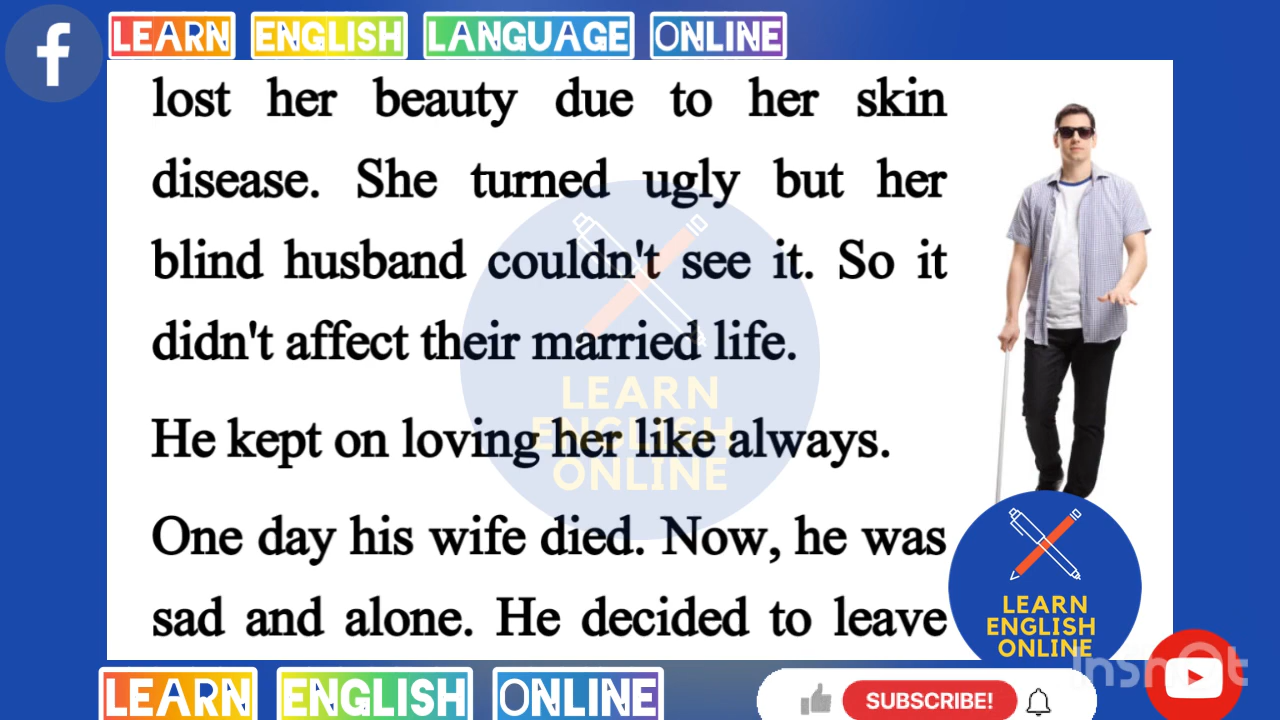 LEARN ENGLISH LANGUAGE ONLINE
lost her beauty due to her skin
disease. She turned ugly but her
blind husband couldn't see it. So it
didn't affect their married life.
He kept on loving her like always.
One day his wife died. Now, he was
sad and alone. He decided to leave
LEARN
ENGLISH
ONLINE
LEARN
ENGLISH
ONLINE
LEARN ENGLISH ONLINE
SUBSCRIBE!
InShOt